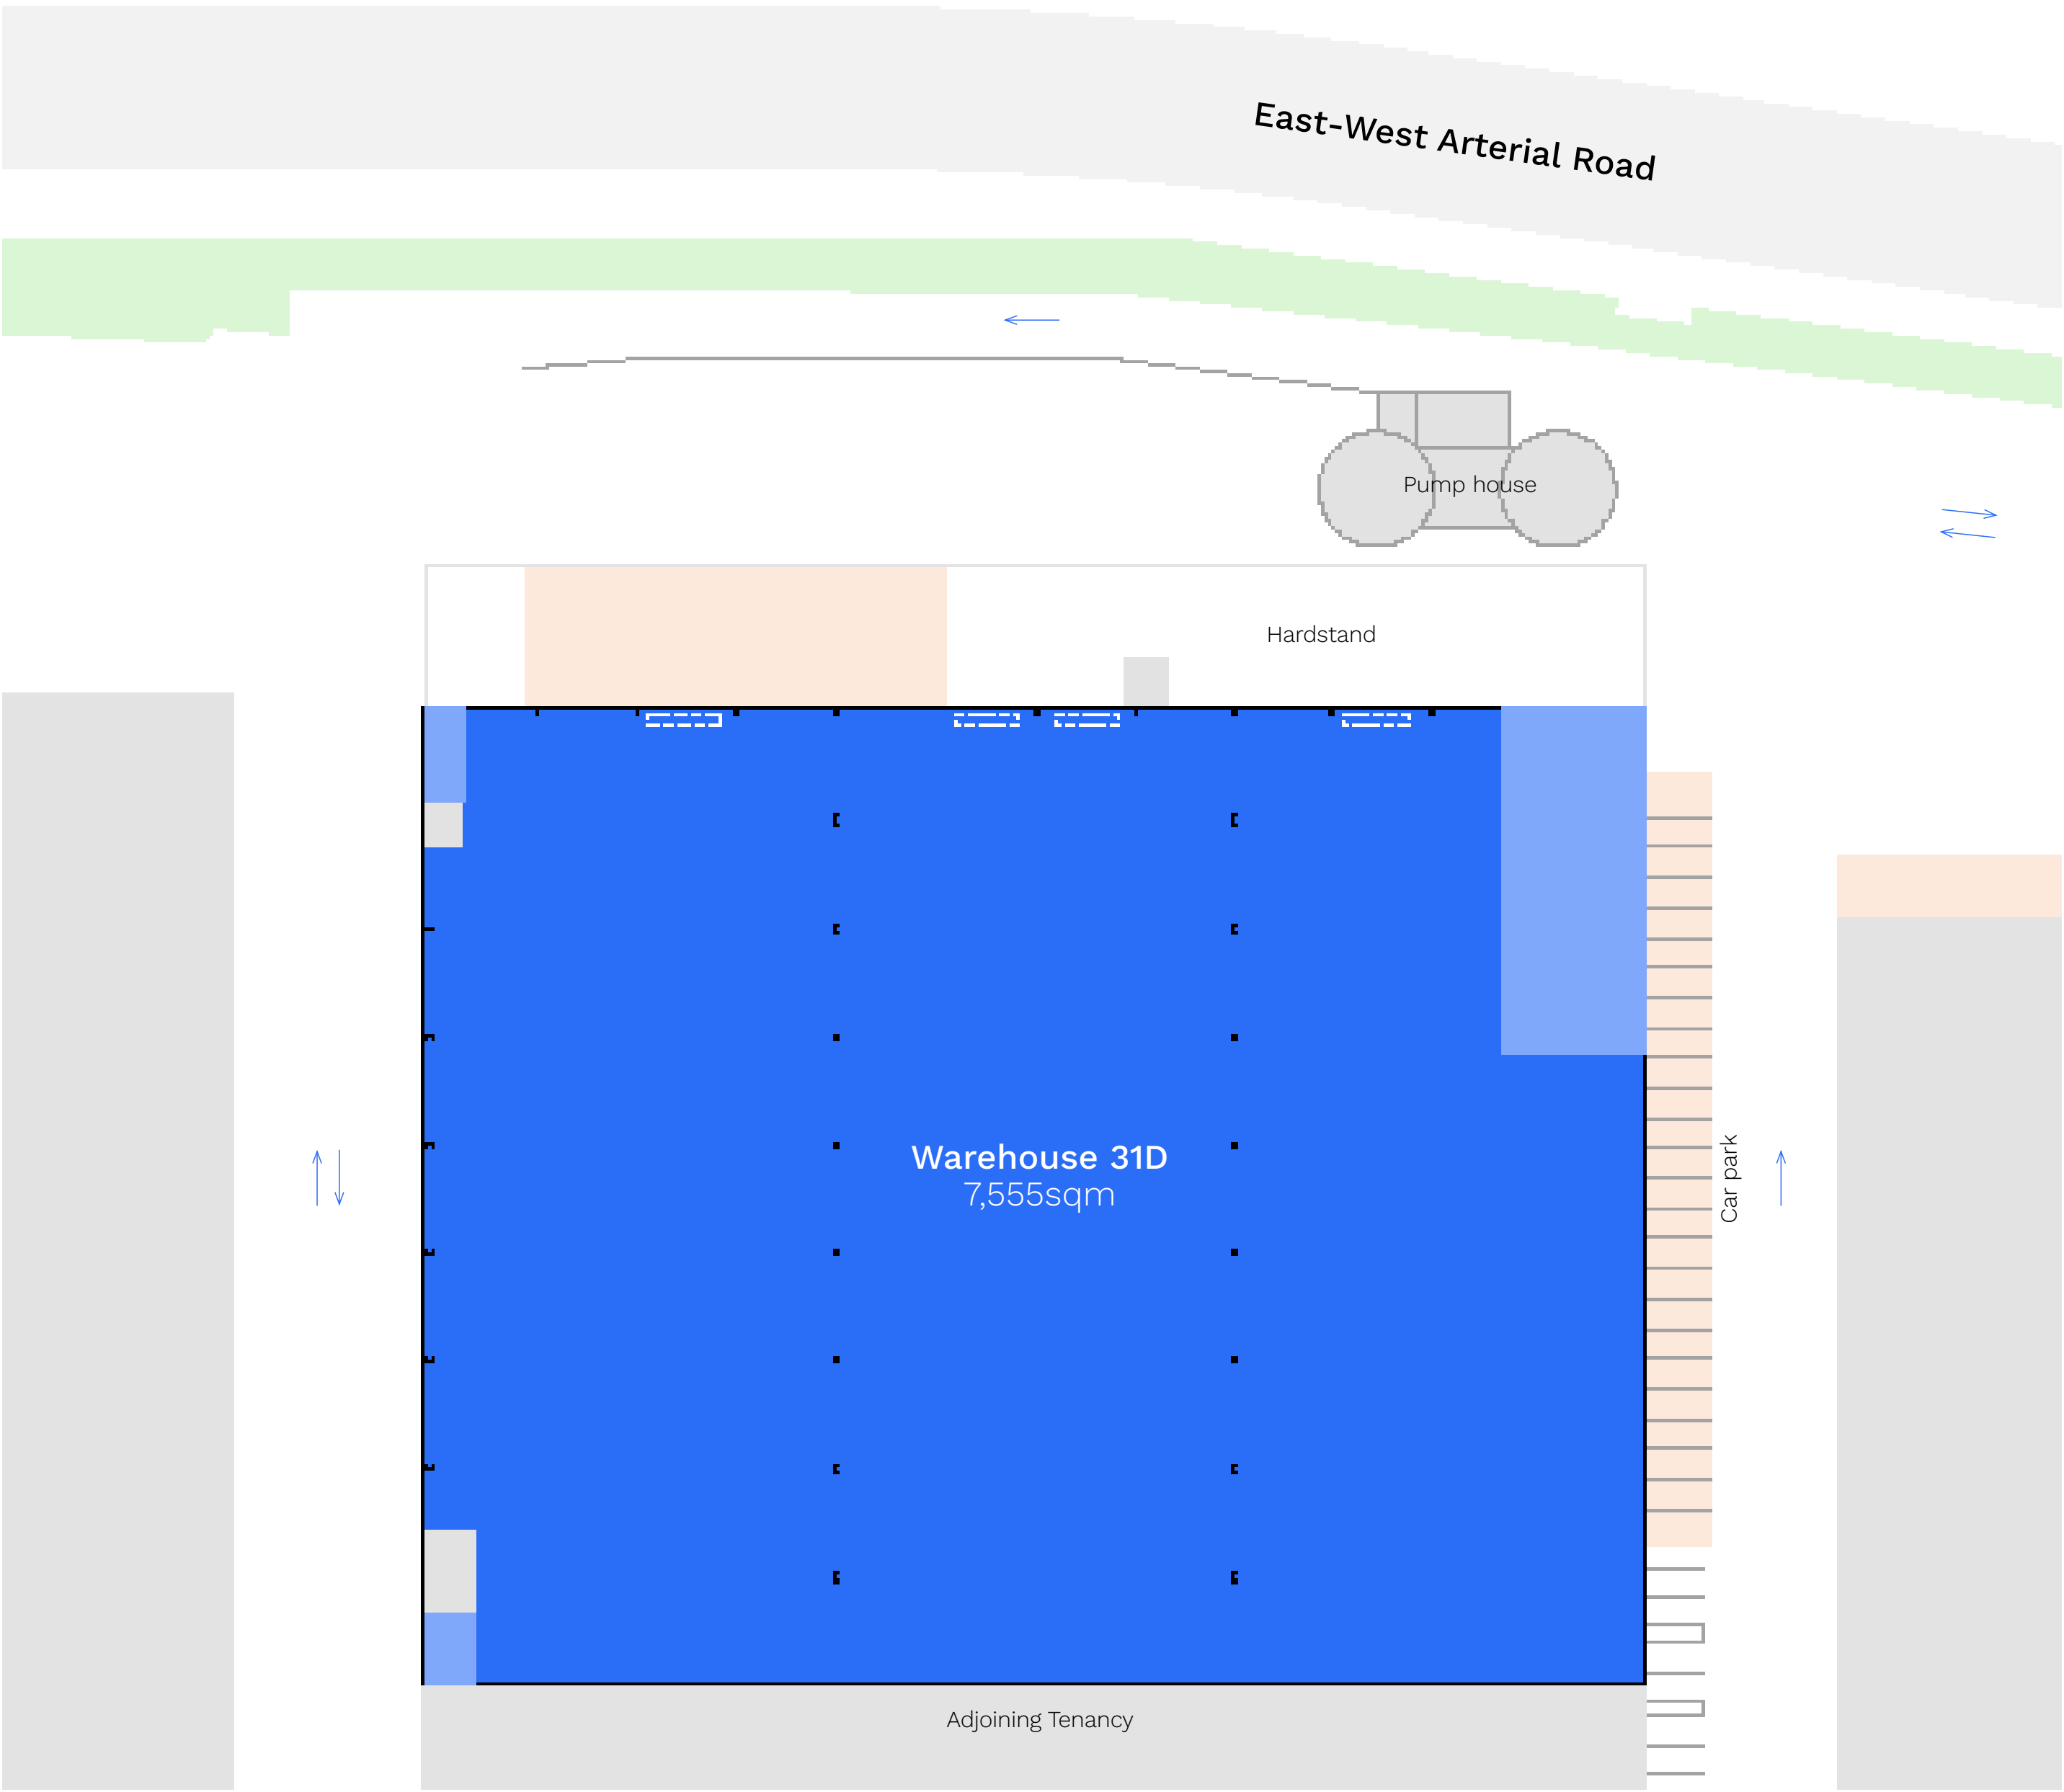 East-West Arterial Road
Pump house
Hardstand
Warehouse 31D
7,555sqm
Car park
Adjoining Tenancy